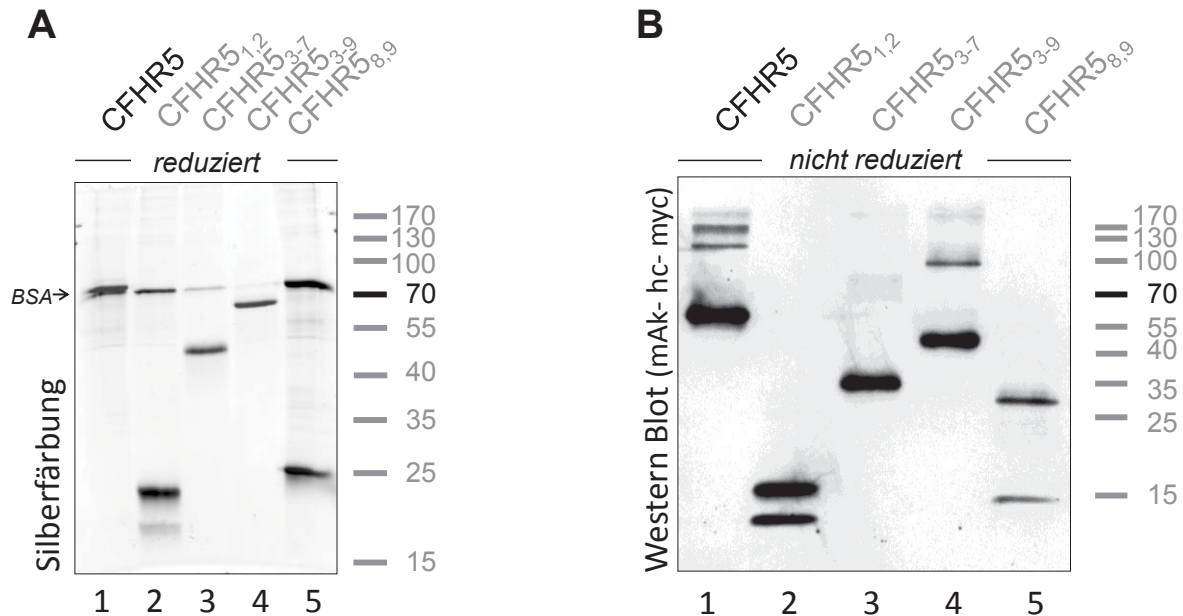 A
CFHR5
CFHR5₁,₂
CFHR5₃₋₇
CFHR5₃₋₉
CFHR5₈,₉
reduziert
BSA→
Silberfärbung
170
130
100
70
55
40
35
25
15
1 2 3 4 5
B
CFHR5
CFHR5₁,₂
CFHR5₃₋₇
CFHR5₃₋₉
CFHR5₈,₉
nicht reduziert
Western Blot (mAk- hc- myc)
170
130
100
70
55
40
35
25
15
1 2 3 4 5